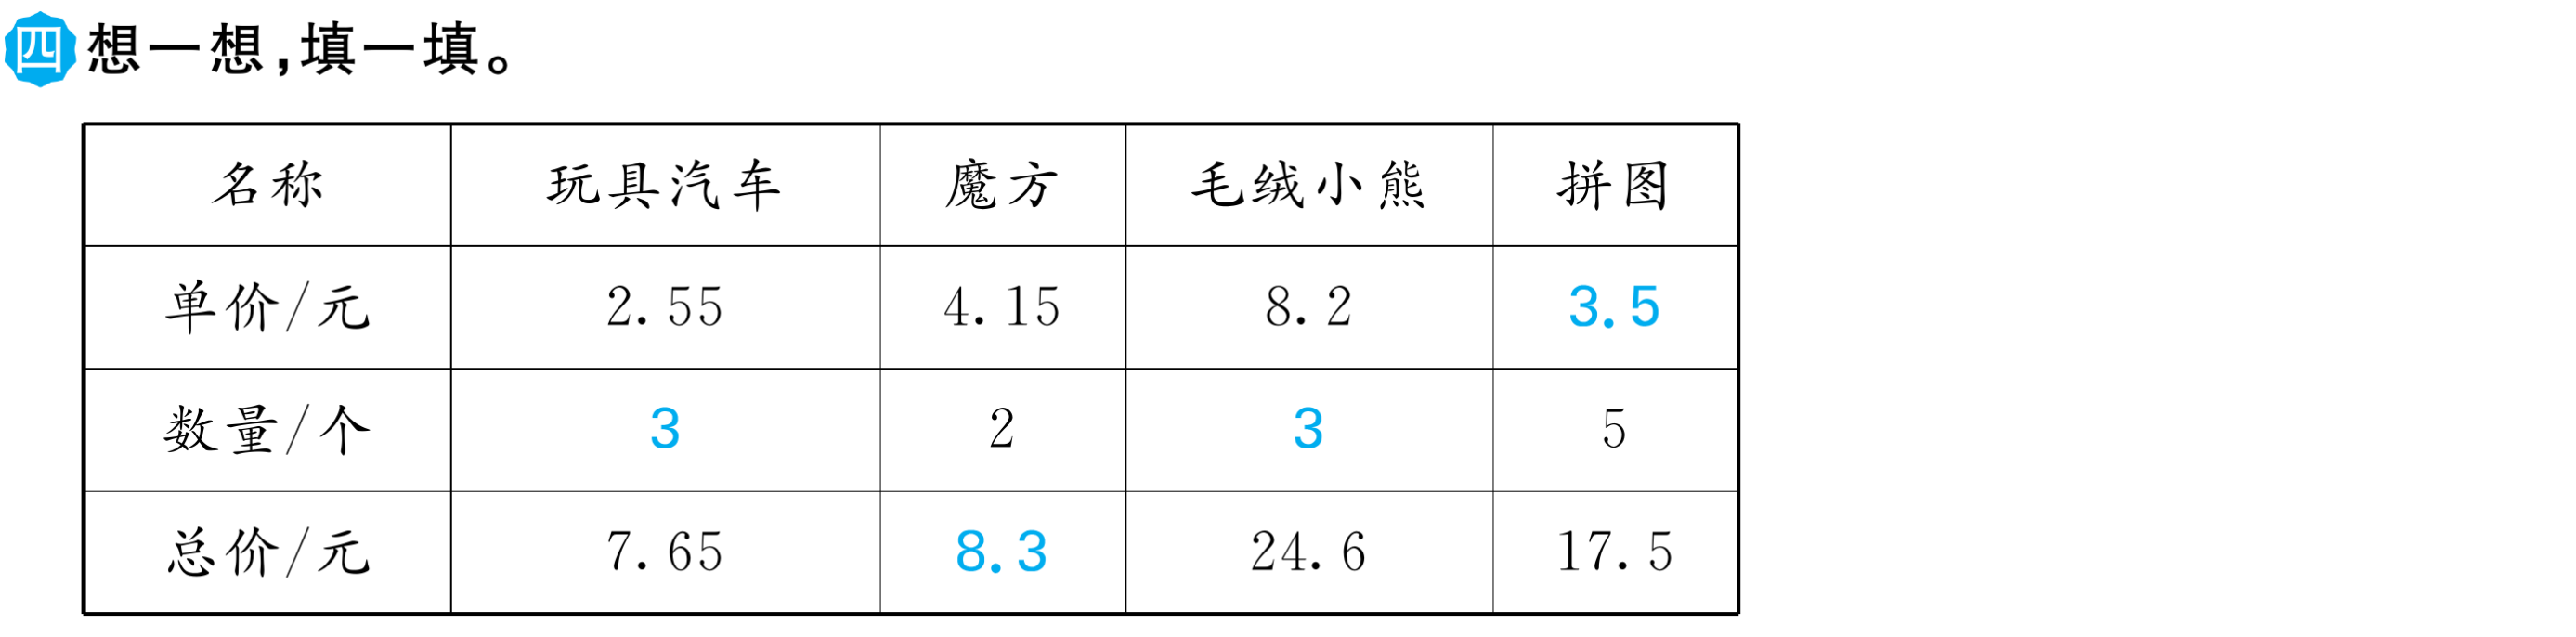 四 想一想,填一填。
名称 玩具汽车 魔方 毛绒小熊 拼图
单价/元 2.55 4.15 8.2 3.5
数量/个 3 2 3 5
总价/元 7.65 8.3 24.6 17.5